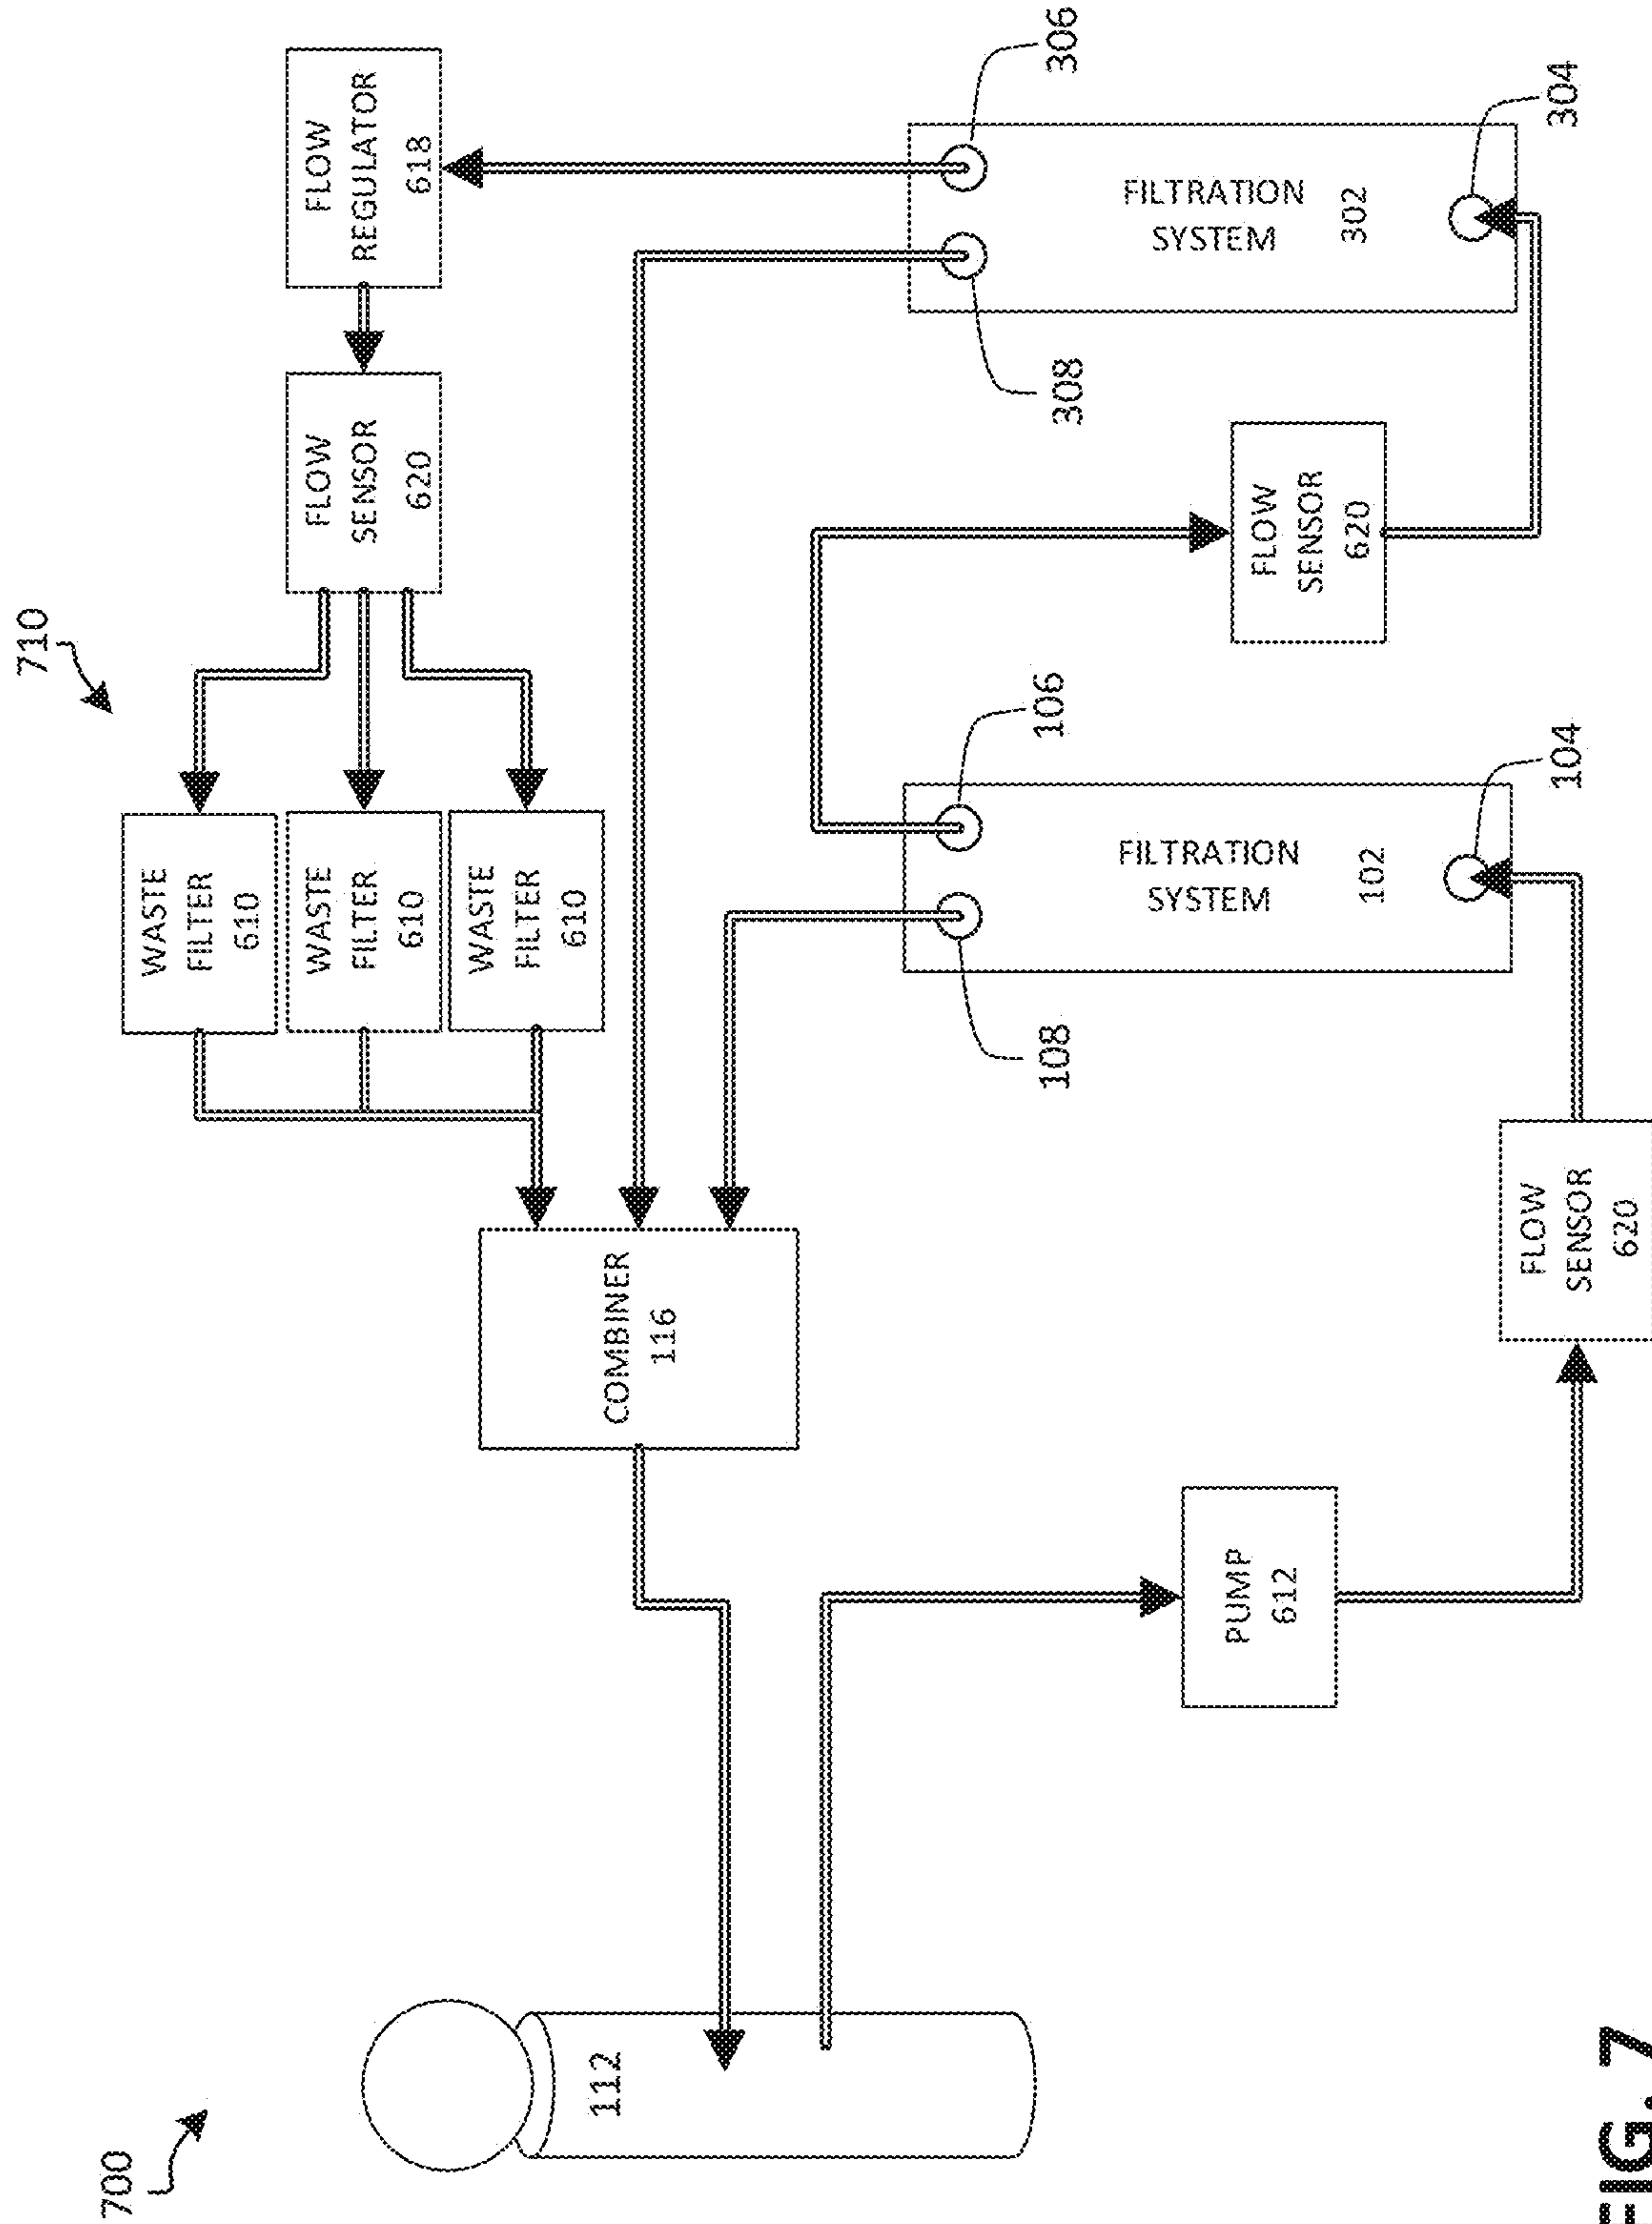 700
112
710
WASTE
FILTER
610
WASTE
FILTER
610
WASTE
FILTER
610
FLOW
SENSOR
620
FLOW
REGULATOR
618
COMBINER
116
PUMP
612
FLOW
SENSOR
620
108
106
FILTRATION
SYSTEM
102
104
FLOW
SENSOR
620
308
306
FILTRATION
SYSTEM
302
304
FIG. 7